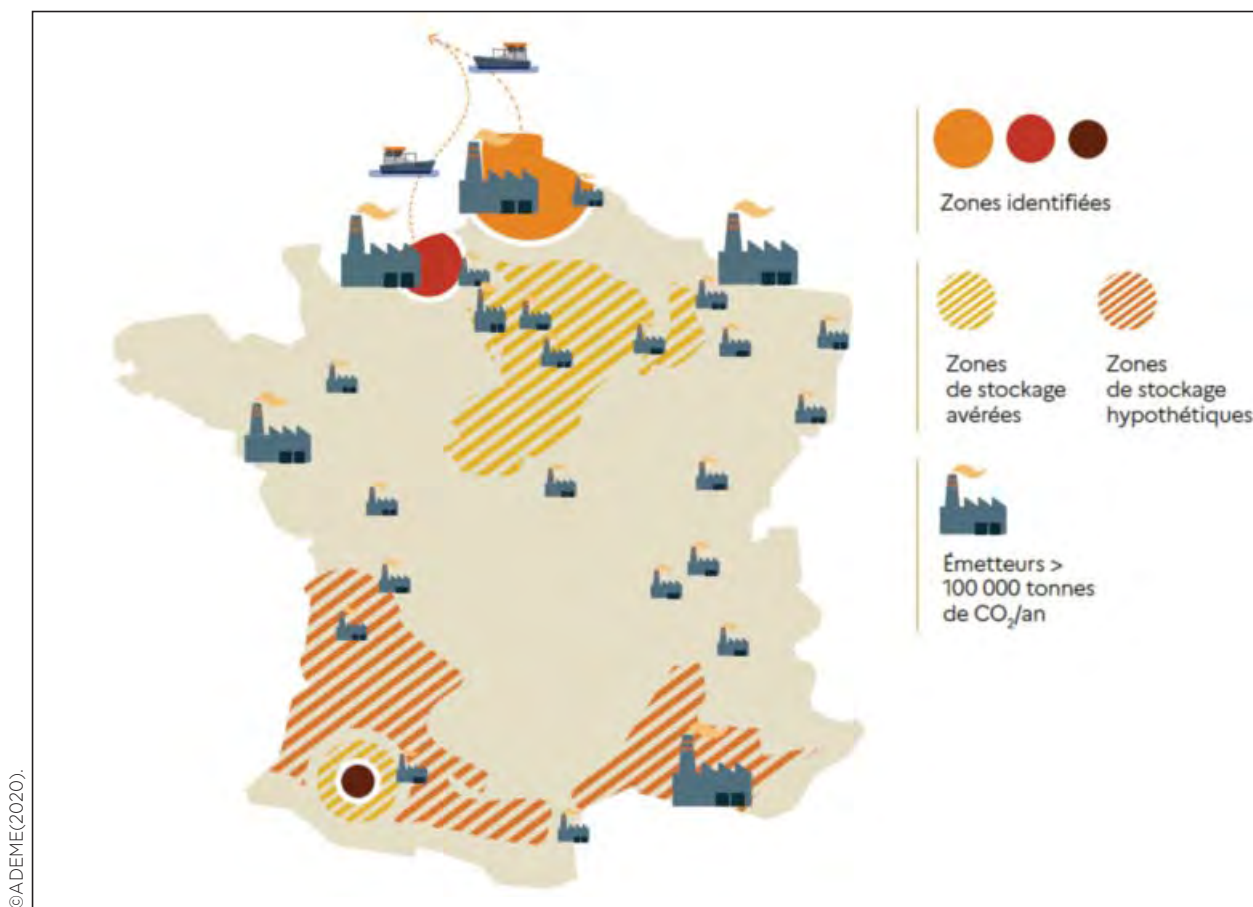 Zones identifiées
Zones
de stockage
avérées
Zones
de stockage
hypothétiques
Émetteurs >
100 000 tonnes
de CO₂/an
©ADEME(2020).